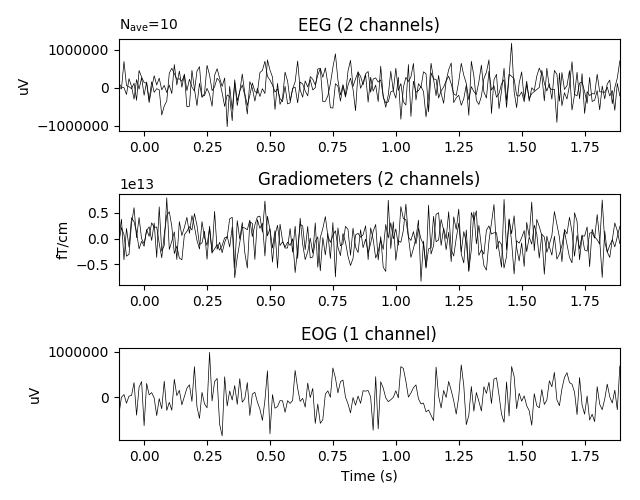 N_ave=10
EEG (2 channels)
1000000
0
−1000000
uV
0.00 0.25 0.50 0.75 1.00 1.25 1.50 1.75
1e13
Gradiometers (2 channels)
0.5
0.0
−0.5
fT/cm
0.00 0.25 0.50 0.75 1.00 1.25 1.50 1.75
EOG (1 channel)
1000000
0
uV
0.00 0.25 0.50 0.75 1.00 1.25 1.50 1.75
Time (s)